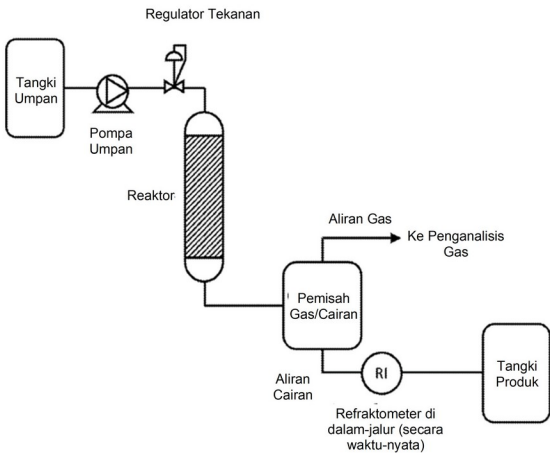 Regulator Tekanan
Tangki
Umpan
Pompa
Umpan
Reaktor
Aliran Gas
Ke Penganalisis
Gas
Pemisah
Gas/Cairan
Aliran
Cairan
RI
Tangki
Produk
Refraktometer di
dalam-jalur (secara
waktu-nyata)